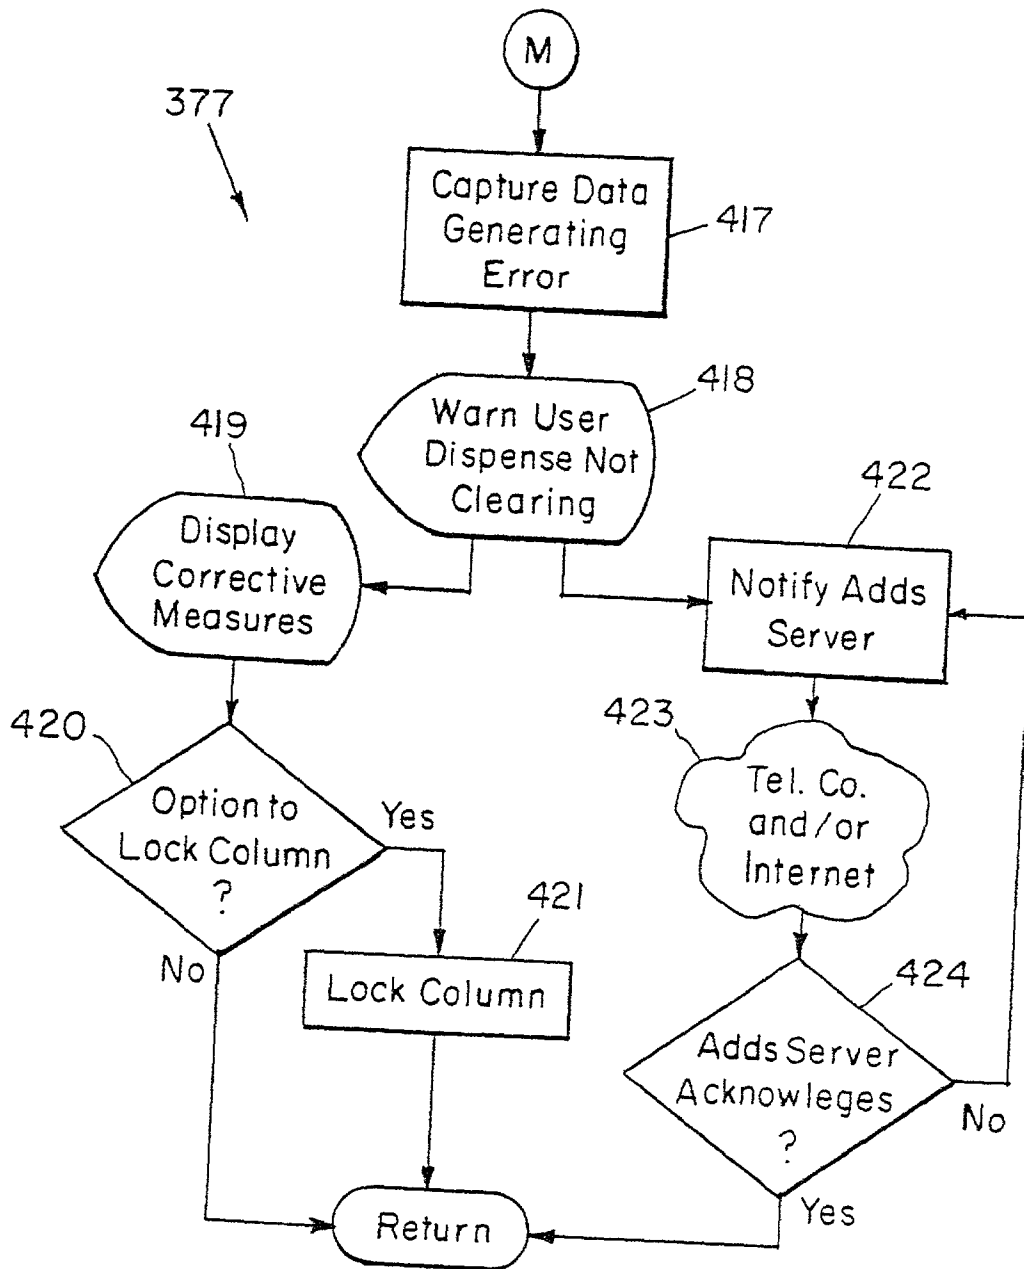 M
377
Capture Data
Generating
Error
417
Warn User
Dispense Not
Clearing
418
419
Display
Corrective
Measures
422
Notify Adds
Server
420
Option to
Lock Column
?
Yes
No
423
Tel. Co.
and/or
Internet
421
Lock Column
424
Adds Server
Acknowleges
?
No
Yes
Return